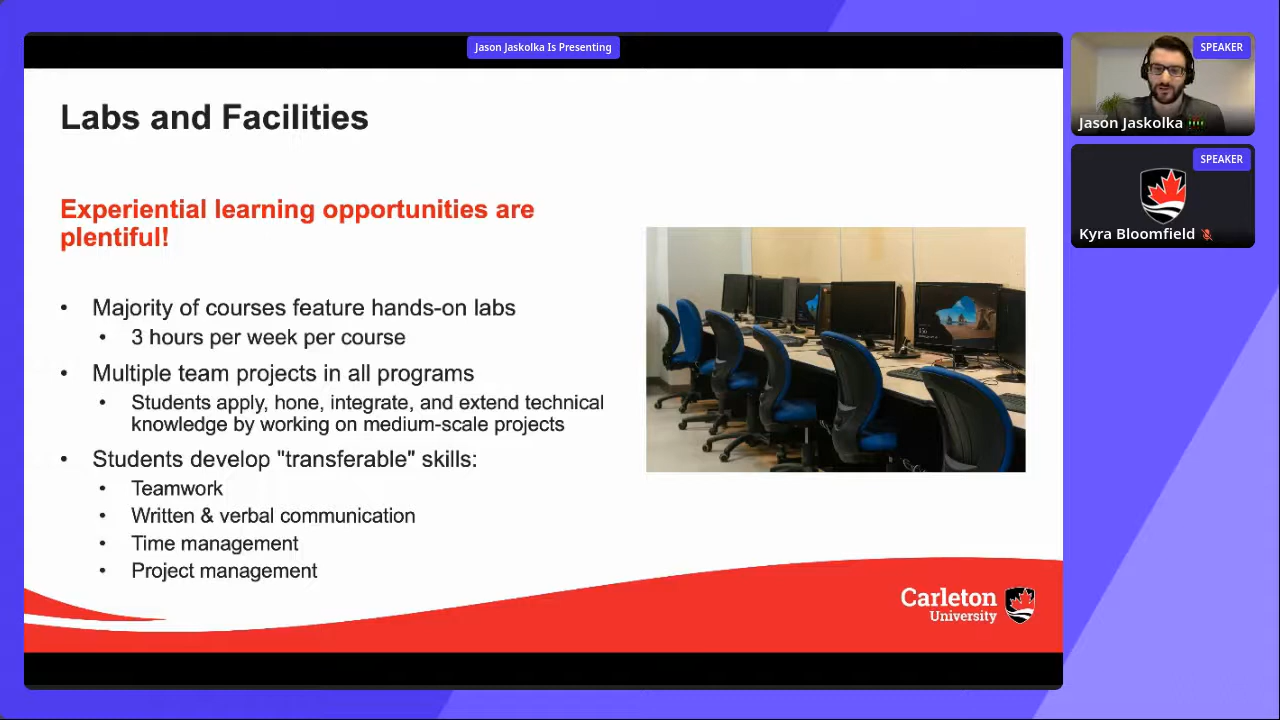 Jason Jaskolka Is Presenting
Labs and Facilities
Experiential learning opportunities are
plentiful!
• Majority of courses feature hands-on labs
• 3 hours per week per course
• Multiple team projects in all programs
• Students apply, hone, integrate, and extend technical
knowledge by working on medium-scale projects
• Students develop "transferable" skills:
• Teamwork
• Written & verbal communication
• Time management
• Project management
Carleton
University
SPEAKER
Jason Jaskolka
SPEAKER
Kyra Bloomfield